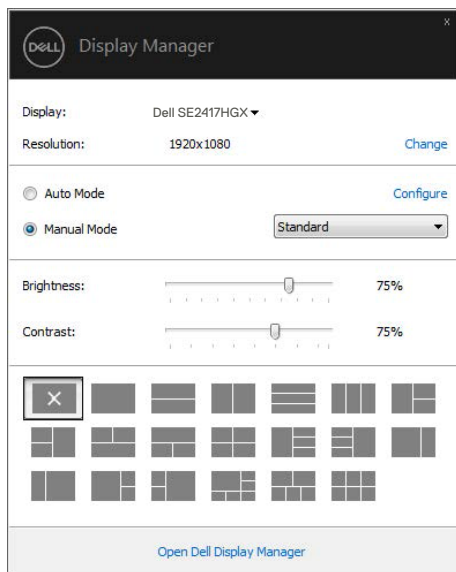 x
DELL Display Manager
Display: Dell SE2417HGX
Resolution: 1920x1080 Change
Auto Mode Configure
Manual Mode Standard
Brightness: 75%
Contrast: 75%
Open Dell Display Manager